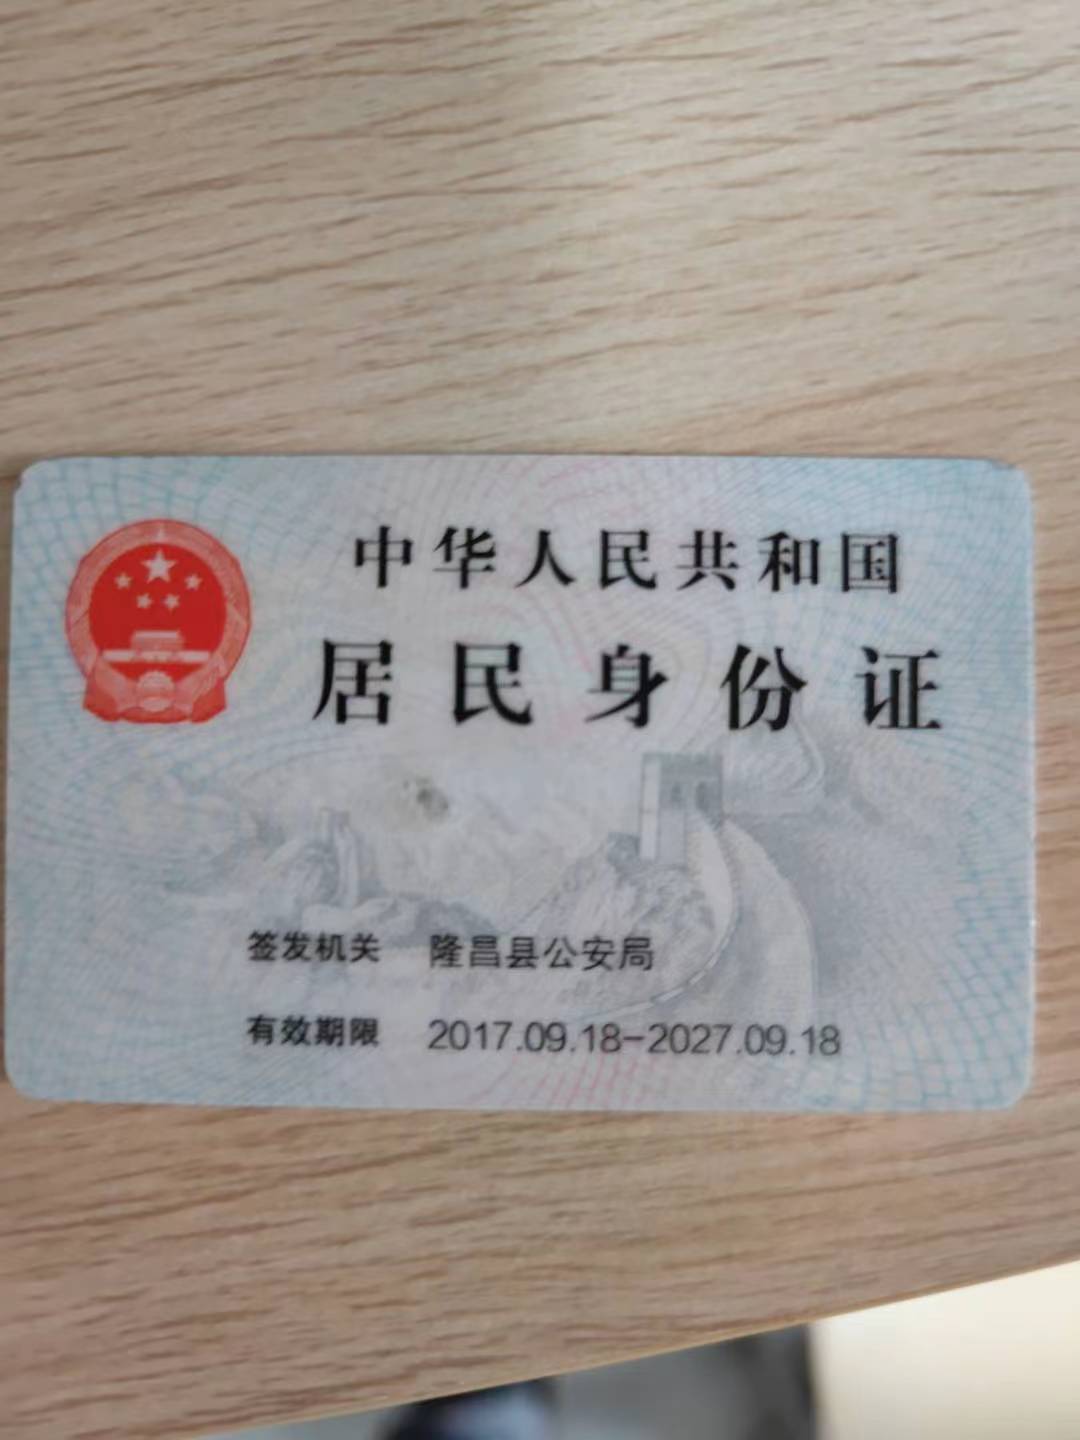 中华人民共和国
居民身份证
签发机关 隆昌县公安局
有效期限 2017.09.18-2027.09.18